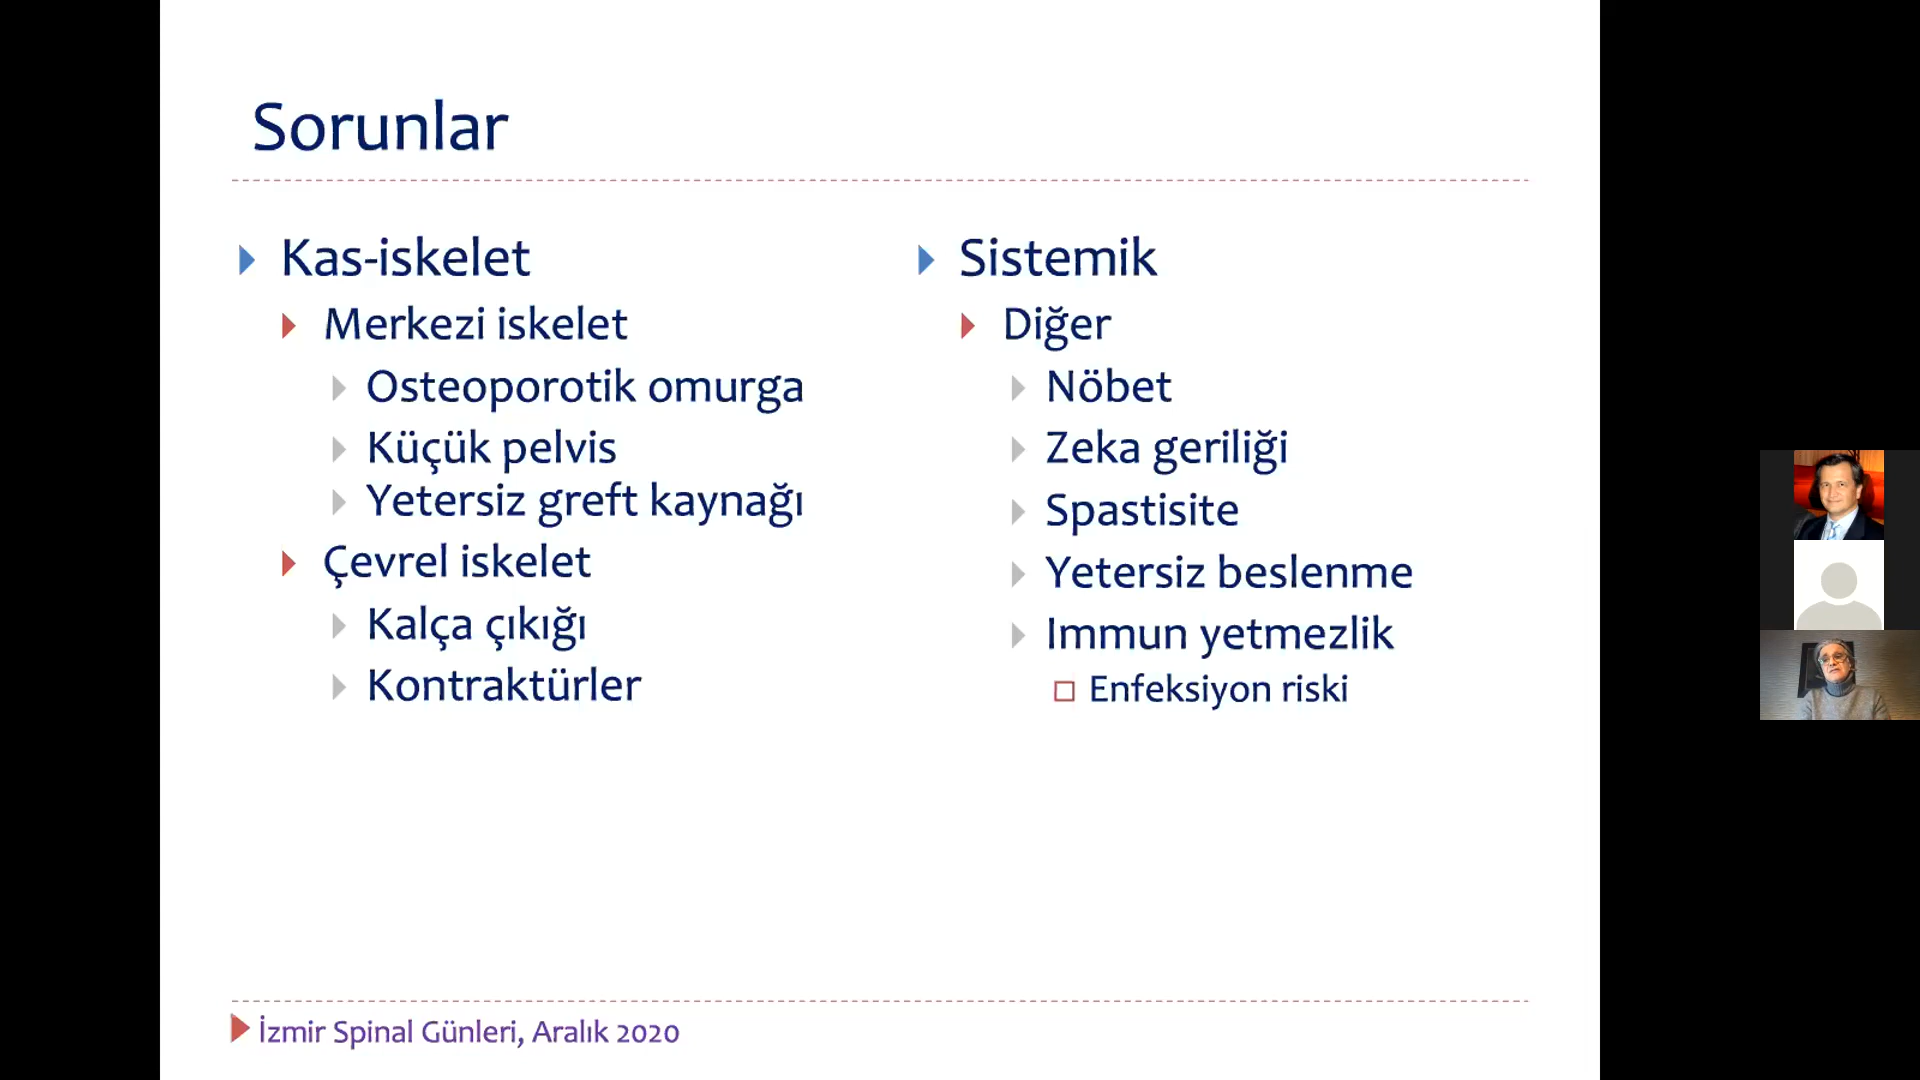 Sorunlar
Kas-iskelet
Merkezi iskelet
Osteoporotik omurga
Küçük pelvis
Yetersiz greft kaynağı
Çevrel iskelet
Kalça çıkığı
Kontraktürler
Sistemik
Diğer
Nöbet
Zeka geriliği
Spastisite
Yetersiz beslenme
Immun yetmezlik
Enfeksiyon riski
İzmir Spinal Günleri, Aralık 2020